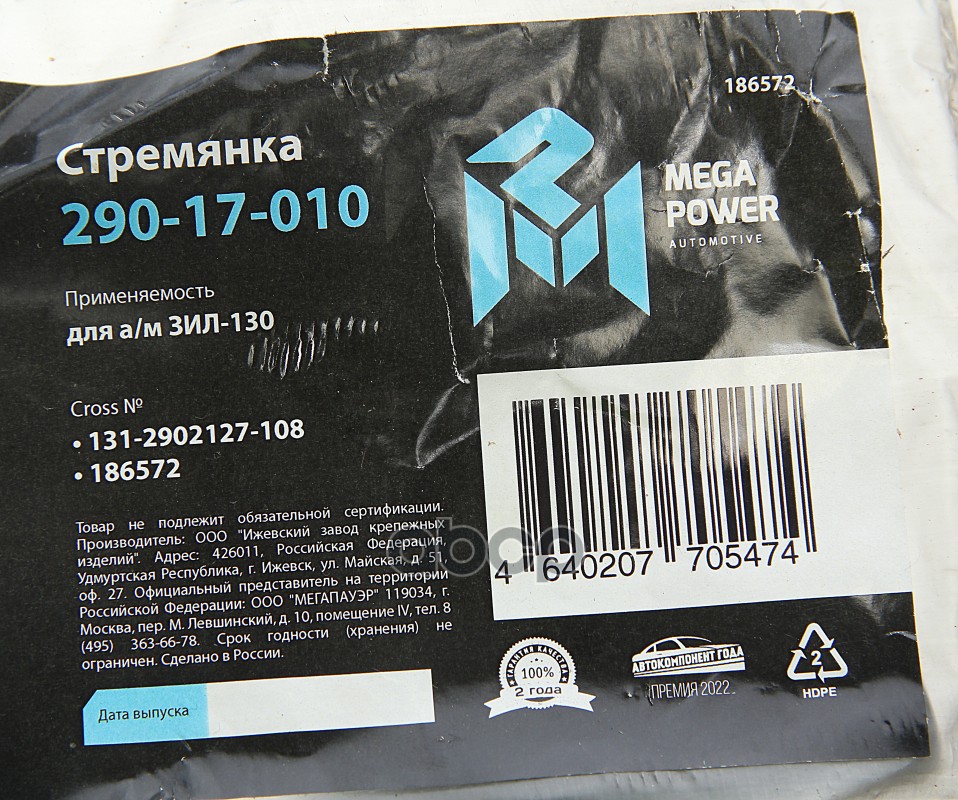 186572
Стремянка
290-17-010
MEGA
POWER
AUTOMOTIVE
Применяемость
для а/м ЗИЛ-130
Cross №
• 131-2902127-108
• 186572
Товар не подлежит обязательной сертификации.
Производитель: ООО "Ижевский завод крепежных
изделий". Адрес: 426011, Российская Федерация,
Удмуртская Республика, г. Ижевск, ул. Майская, д. 51,
оф. 27. Официальный представитель на территории
Российской Федерации: ООО "МЕГАПАУЭР" 119034, г.
Москва, пер. М. Левшинский, д. 10, помещение IV, тел. 8
(495) 363-66-78. Срок годности (хранения) не
ограничен. Сделано в России.
4 640207 705474
Дата выпуска
ГАРАНТИЯ КАЧЕСТВА
100%
2 года
АВТОКОМПОНЕНТ ГОДА
ПРЕМИЯ 2022
2
HDPE